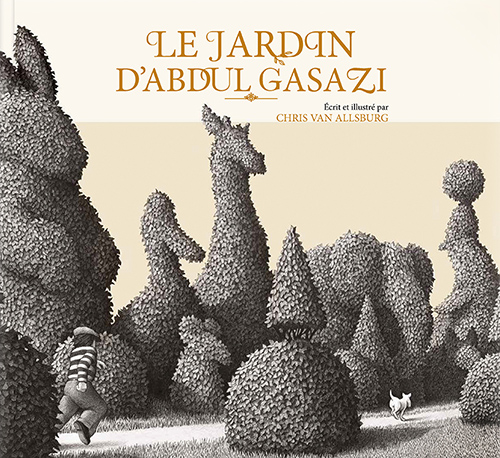 LE JARDIN
D'ABDUL GASAZI
Écrit et illustré par
CHRIS VAN ALLSBURG